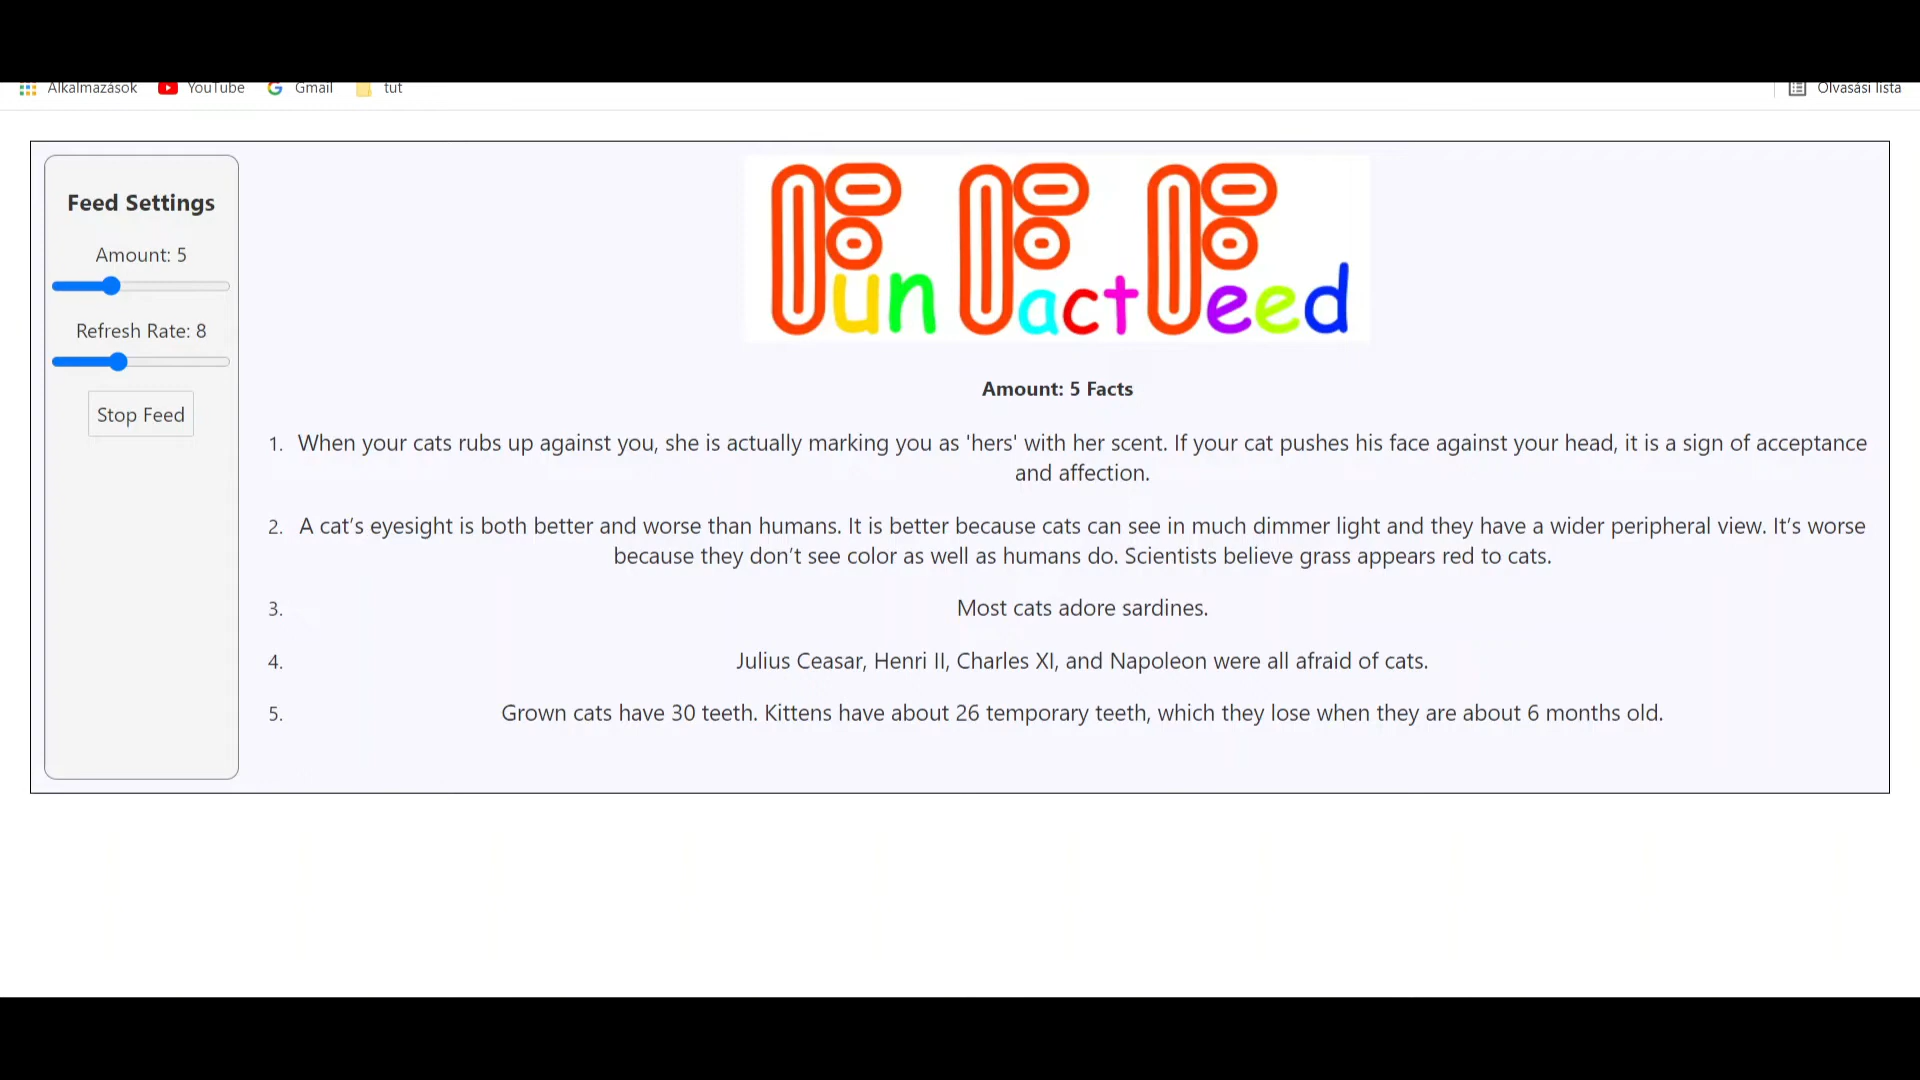 Alkalmazások YouTube Gmail tut Olvasási lista
Feed Settings
Amount: 5
Refresh Rate: 8
Stop Feed
Fun Fact Feed
Amount: 5 Facts
1. When your cats rubs up against you, she is actually marking you as 'hers' with her scent. If your cat pushes his face against your head, it is a sign of acceptance
and affection.
2. A cat’s eyesight is both better and worse than humans. It is better because cats can see in much dimmer light and they have a wider peripheral view. It’s worse
because they don’t see color as well as humans do. Scientists believe grass appears red to cats.
3. Most cats adore sardines.
4. Julius Ceasar, Henri II, Charles XI, and Napoleon were all afraid of cats.
5. Grown cats have 30 teeth. Kittens have about 26 temporary teeth, which they lose when they are about 6 months old.